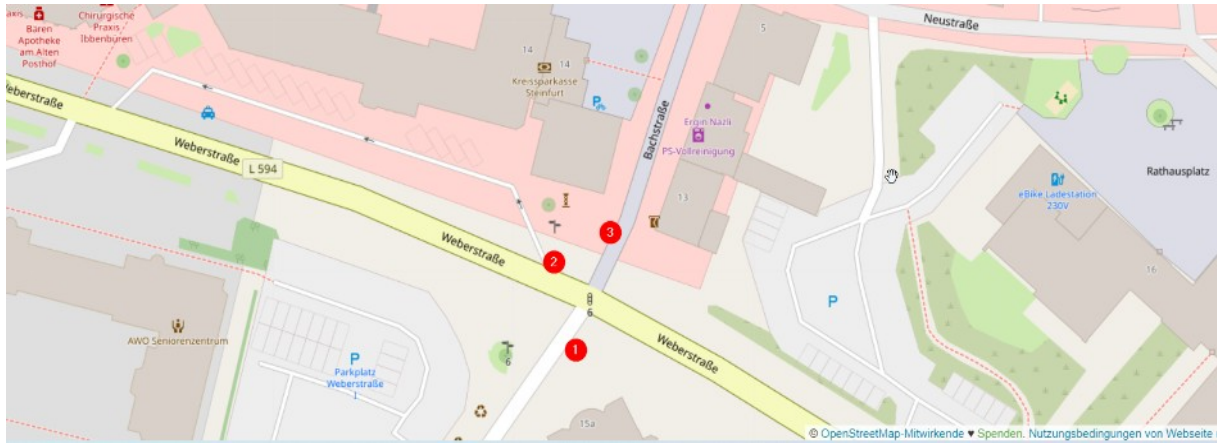 Bären
Apotheke
am Alten
Posthof
Chirurgische
Praxis
Ibbenbüren
14
14
Kreissparkasse
Steinfurt
5
Neustraße
Ergin Nazli
PS-Vollreinigung
Bachstraße
13
Rathausplatz
eBike Ladestation
230V
16
Weberstraße
Weberstraße
L 594
Weberstraße
3
2
6
1
Weberstraße
AWO Seniorenzentrum
P
Parkplatz
Weberstraße
1
6
P
15a
© OpenStreetMap-Mitwirkende ♥ Spenden. Nutzungsbedingungen von Webseite